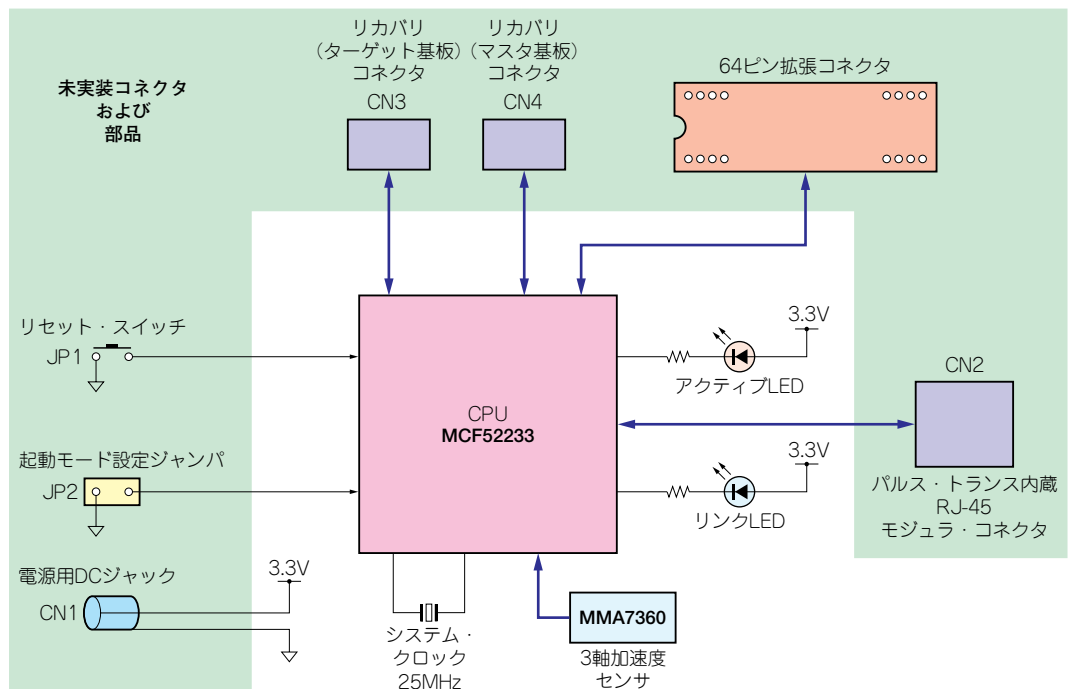 リカバリ
（ターゲット基板）
コネクタ
CN3
リカバリ
（マスタ基板）
コネクタ
CN4
64ピン拡張コネクタ
未実装コネクタ
および
部品
リセット・スイッチ
JP1
起動モード設定ジャンパ
JP2
電源用DCジャック
CN1
3.3V
CPU
MCF52233
3.3V
アクティブLED
3.3V
リンクLED
CN2
パルス・トランス内蔵
RJ-45
モジュラ・コネクタ
システム・
クロック
25MHz
MMA7360
3軸加速度
センサ